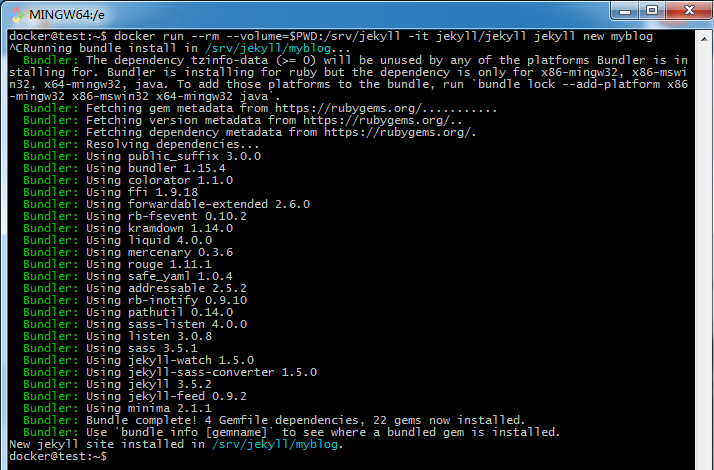 MINGW64:/e
docker@test:~$ docker run --rm --volume=$PWD:/srv/jekyll -it jekyll/jekyll jekyll new myblog
^CRunning bundle install in /srv/jekyll/myblog...
  Bundler: The dependency tzinfo-data (>= 0) will be unused by any of the platforms Bundler is in
stalling for. Bundler is installing for ruby but the dependency is only for x86-mingw32, x86-mswi
n32, x64-mingw32, java. To add those platforms to the bundle, run `bundle lock --add-platform x86
-mingw32 x86-mswin32 x64-mingw32 java`.
  Bundler: Fetching gem metadata from https://rubygems.org/...........
  Bundler: Fetching version metadata from https://rubygems.org/..
  Bundler: Fetching dependency metadata from https://rubygems.org/.
  Bundler: Resolving dependencies...
  Bundler: Using public_suffix 3.0.0
  Bundler: Using bundler 1.15.4
  Bundler: Using colorator 1.1.0
  Bundler: Using ffi 1.9.18
  Bundler: Using forwardable-extended 2.6.0
  Bundler: Using rb-fsevent 0.10.2
  Bundler: Using kramdown 1.14.0
  Bundler: Using liquid 4.0.0
  Bundler: Using mercenary 0.3.6
  Bundler: Using rouge 1.11.1
  Bundler: Using safe_yaml 1.0.4
  Bundler: Using addressable 2.5.2
  Bundler: Using rb-inotify 0.9.10
  Bundler: Using pathutil 0.14.0
  Bundler: Using sass-listen 4.0.0
  Bundler: Using listen 3.0.8
  Bundler: Using sass 3.5.1
  Bundler: Using jekyll-watch 1.5.0
  Bundler: Using jekyll-sass-converter 1.5.0
  Bundler: Using jekyll 3.5.2
  Bundler: Using jekyll-feed 0.9.2
  Bundler: Using minima 2.1.1
  Bundler: Bundle complete! 4 Gemfile dependencies, 22 gems now installed.
  Bundler: Use `bundle info [gemname]` to see where a bundled gem is installed.
New jekyll site installed in /srv/jekyll/myblog.
docker@test:~$